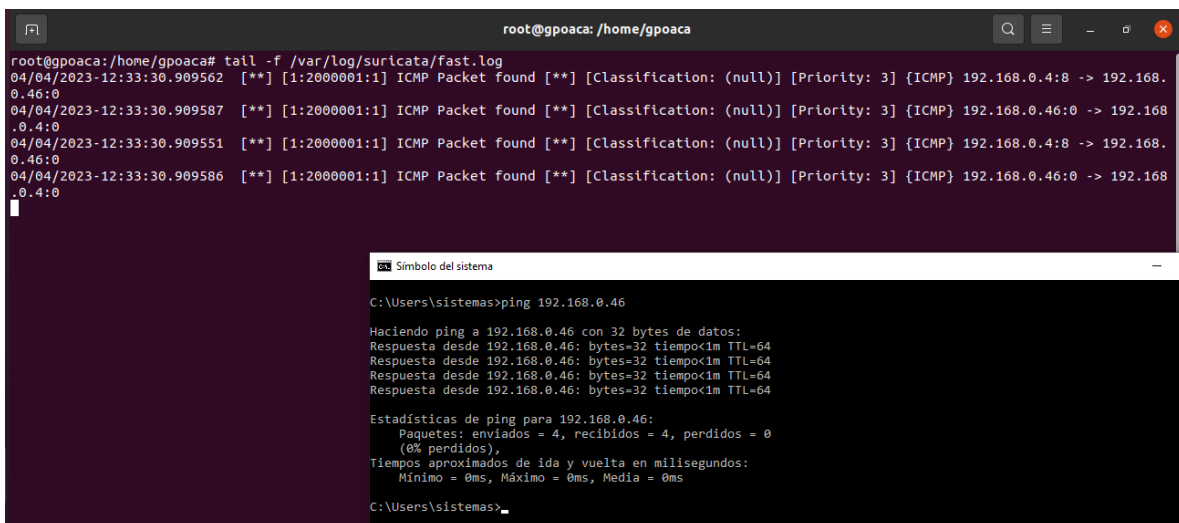 root@gpoaca: /home/gpoaca
root@gpoaca:/home/gpoaca# tail -f /var/log/suricata/fast.log
04/04/2023-12:33:30.909562  [**] [1:2000001:1] ICMP Packet found [**] [Classification: (null)] [Priority: 3] {ICMP} 192.168.0.4:8 -> 192.168.
0.46:0
04/04/2023-12:33:30.909587  [**] [1:2000001:1] ICMP Packet found [**] [Classification: (null)] [Priority: 3] {ICMP} 192.168.0.46:0 -> 192.168
.0.4:0
04/04/2023-12:33:30.909551  [**] [1:2000001:1] ICMP Packet found [**] [Classification: (null)] [Priority: 3] {ICMP} 192.168.0.4:8 -> 192.168.
0.46:0
04/04/2023-12:33:30.909586  [**] [1:2000001:1] ICMP Packet found [**] [Classification: (null)] [Priority: 3] {ICMP} 192.168.0.46:0 -> 192.168
.0.4:0
Símbolo del sistema
C:\Users\sistemas>ping 192.168.0.46
Haciendo ping a 192.168.0.46 con 32 bytes de datos:
Respuesta desde 192.168.0.46: bytes=32 tiempo<1m TTL=64
Respuesta desde 192.168.0.46: bytes=32 tiempo<1m TTL=64
Respuesta desde 192.168.0.46: bytes=32 tiempo<1m TTL=64
Respuesta desde 192.168.0.46: bytes=32 tiempo<1m TTL=64
Estadísticas de ping para 192.168.0.46:
    Paquetes: enviados = 4, recibidos = 4, perdidos = 0
    (0% perdidos),
Tiempos aproximados de ida y vuelta en milisegundos:
    Mínimo = 0ms, Máximo = 0ms, Media = 0ms
C:\Users\sistemas>